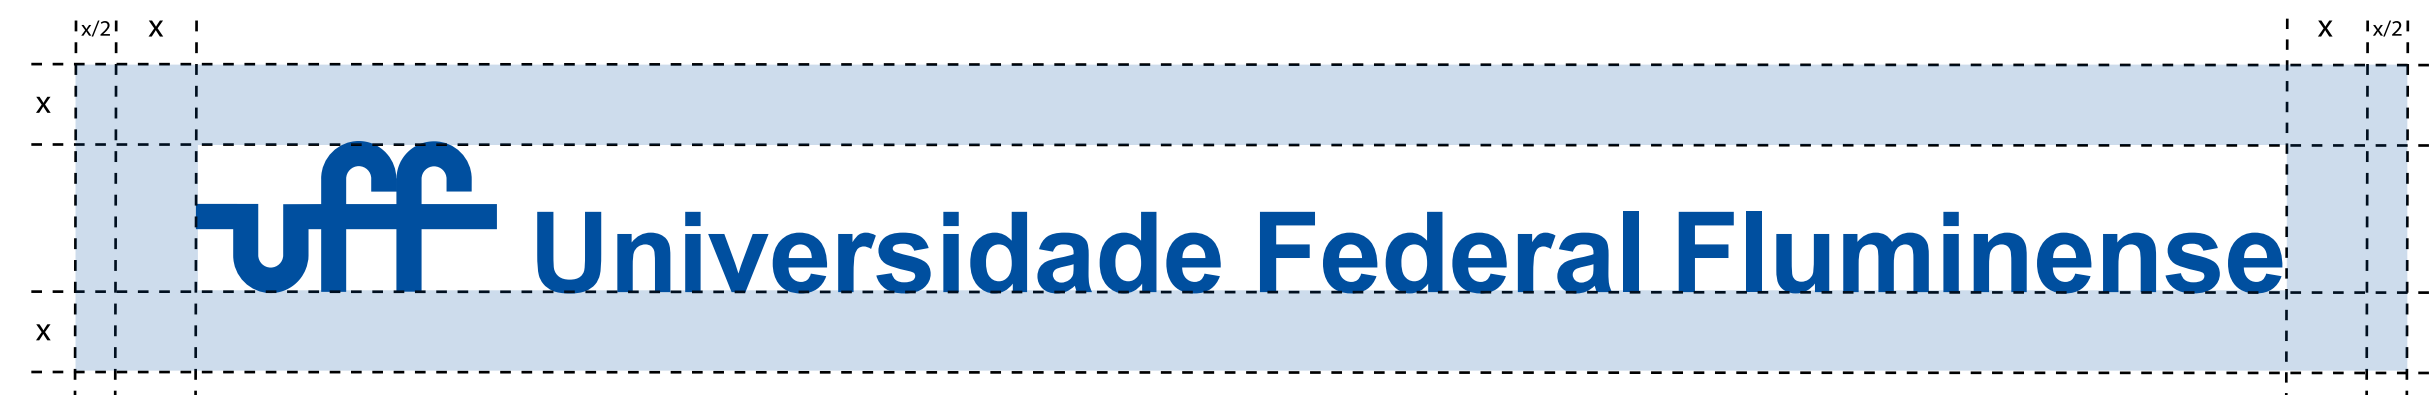 x/2 x x x/2
x
uff Universidade Federal Fluminense
x